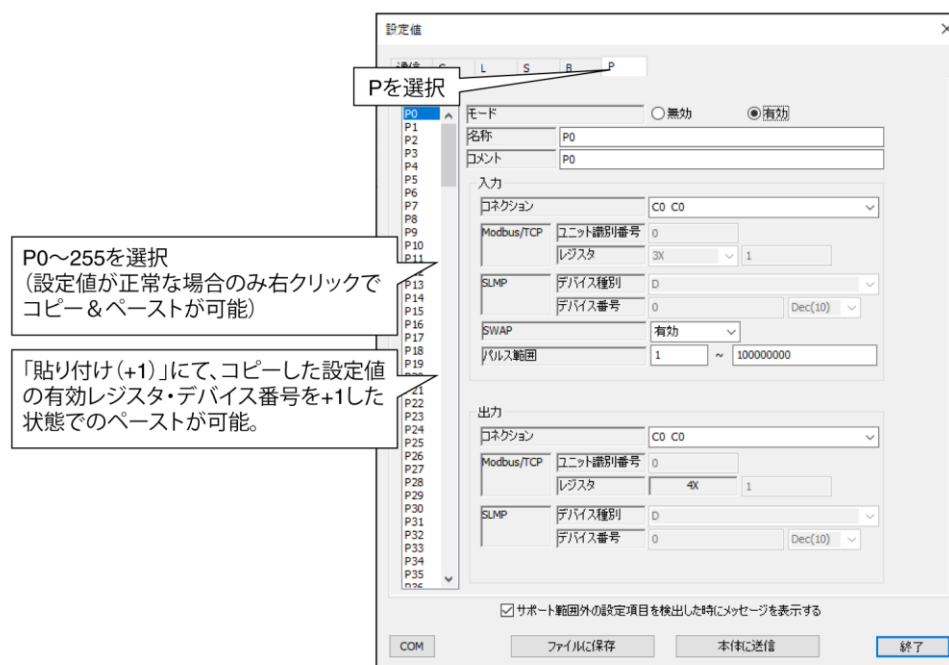 設定値
通信
L
S
B
P
Pを選択
P0
P1
P2
P3
P4
P5
P6
P7
P8
P9
P10
P11
P13
P14
P15
P16
P17
P18
P19
P21
P22
P23
P24
P25
P26
P27
P28
P29
P30
P31
P32
P33
P34
P35
P36
P0～255を選択
（設定値が正常な場合のみ右クリックで
コピー＆ペーストが可能）
「貼り付け（+1）」にて、コピーした設定値
の有効レジスタ・デバイス番号を+1した
状態でのペーストが可能。
モード 無効 有効
名称 P0
コメント P0
入力
コネクション C0 C0
Modbus/TCP ユニット識別番号 0
レジスタ 3X 1
SLMP デバイス種別 D
デバイス番号 0 Dec(10)
SWAP 有効
パルス範囲 1 ～ 100000000
出力
コネクション C0 C0
Modbus/TCP ユニット識別番号 0
レジスタ 4X 1
SLMP デバイス種別 D
デバイス番号 0 Dec(10)
サポート範囲外の設定項目を検出した時にメッセージを表示する
COM ファイルに保存 本体に送信 終了